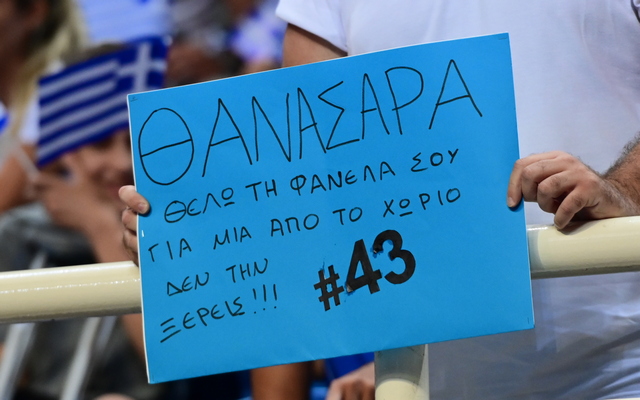 ΘΑΝΑΣΑΡΑ
ΘΕΛΩ ΤΗ ΦΑΝΕΛΑ ΣΟΥ
ΓΙΑ ΜΙΑ ΑΠΟ ΤΟ ΧΩΡΙΟ
ΔΕΝ ΤΗΝ
ΞΕΡΕΙΣ!!!
#43